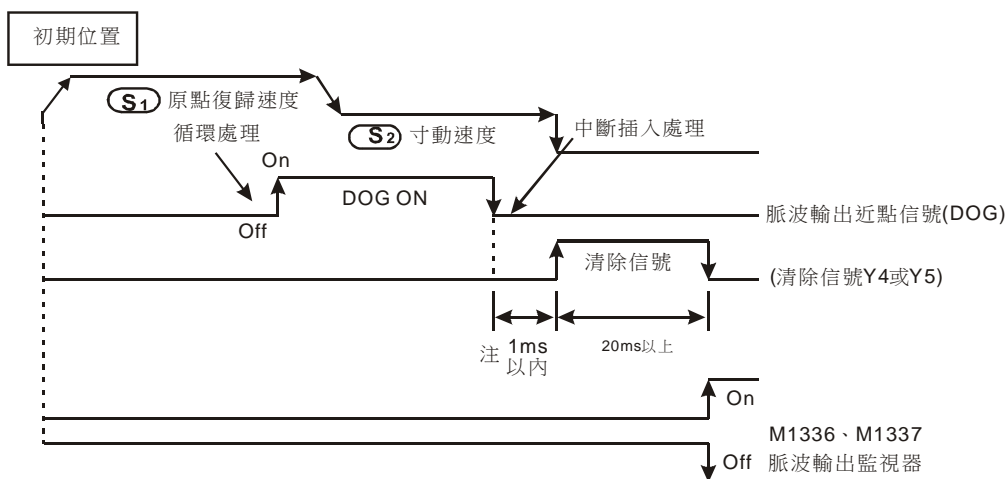 初期位置
S1 原點復歸速度
循環處理
S2 寸動速度
中斷插入處理
On
DOG ON
Off
脈波輸出近點信號(DOG)
清除信號
(清除信號Y4或Y5)
注 1ms
以內
20ms以上
On
M1336、M1337
Off 脈波輸出監視器